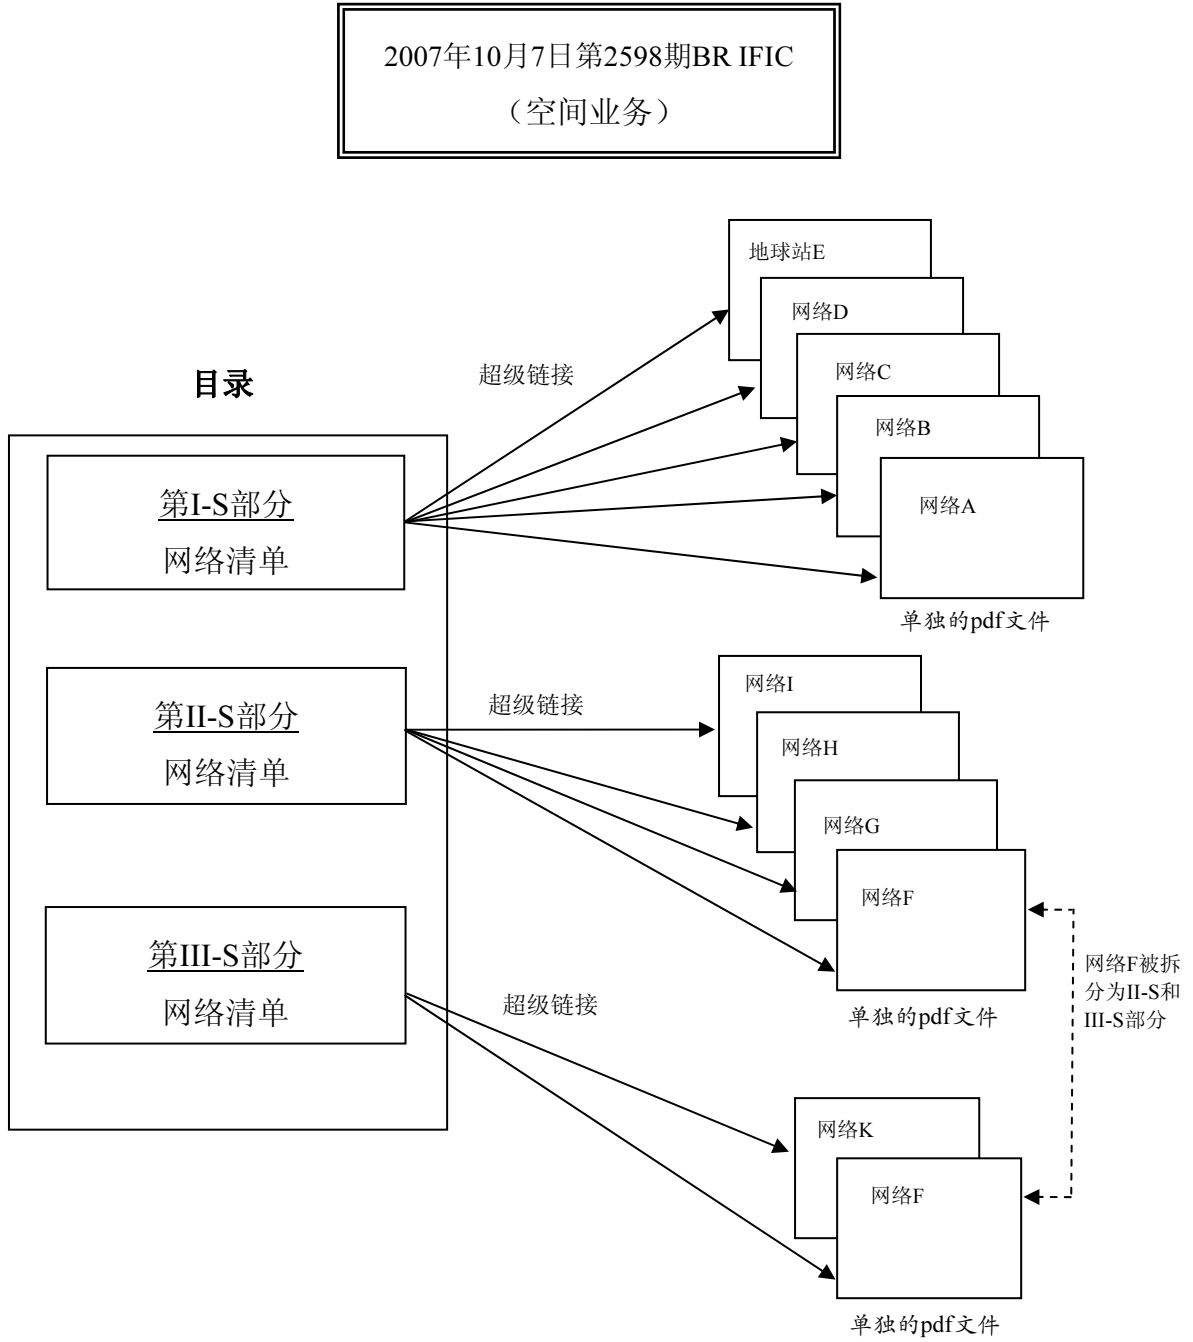 2007年10月7日第2598期BR IFIC
（空间业务）
地球站E
网络D
超级链接
网络C
目录
网络B
第I-S部分
网络清单
网络A
单独的pdf文件
网络I
超级链接
第II-S部分
网络清单
网络H
网络G
网络F
第III-S部分
网络清单
网络F被拆
分为II-S和
III-S部分
超级链接
单独的pdf文件
网络K
网络F
单独的pdf文件